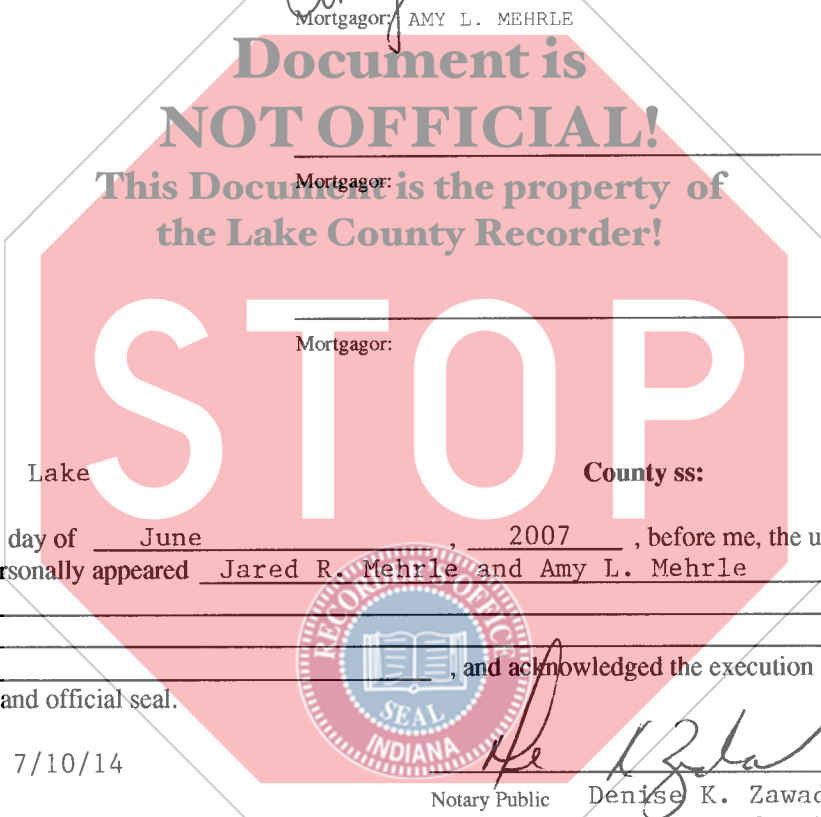 Mortgagor: AMY L. MEHRLE
Document is
NOT OFFICIAL!
This Document is the property of
the Lake County Recorder!
Mortgagor:
STOP
Mortgagor:
Lake County ss:
day of June , 2007 , before me, the u
rsonally appeared Jared R. Mehrle and Amy L. Mehrle
, and acknowledged the execution
and official seal.
RECORDER'S OFFICE
SEAL
INDIANA
7/10/14
Notary Public Denise K. Zawad